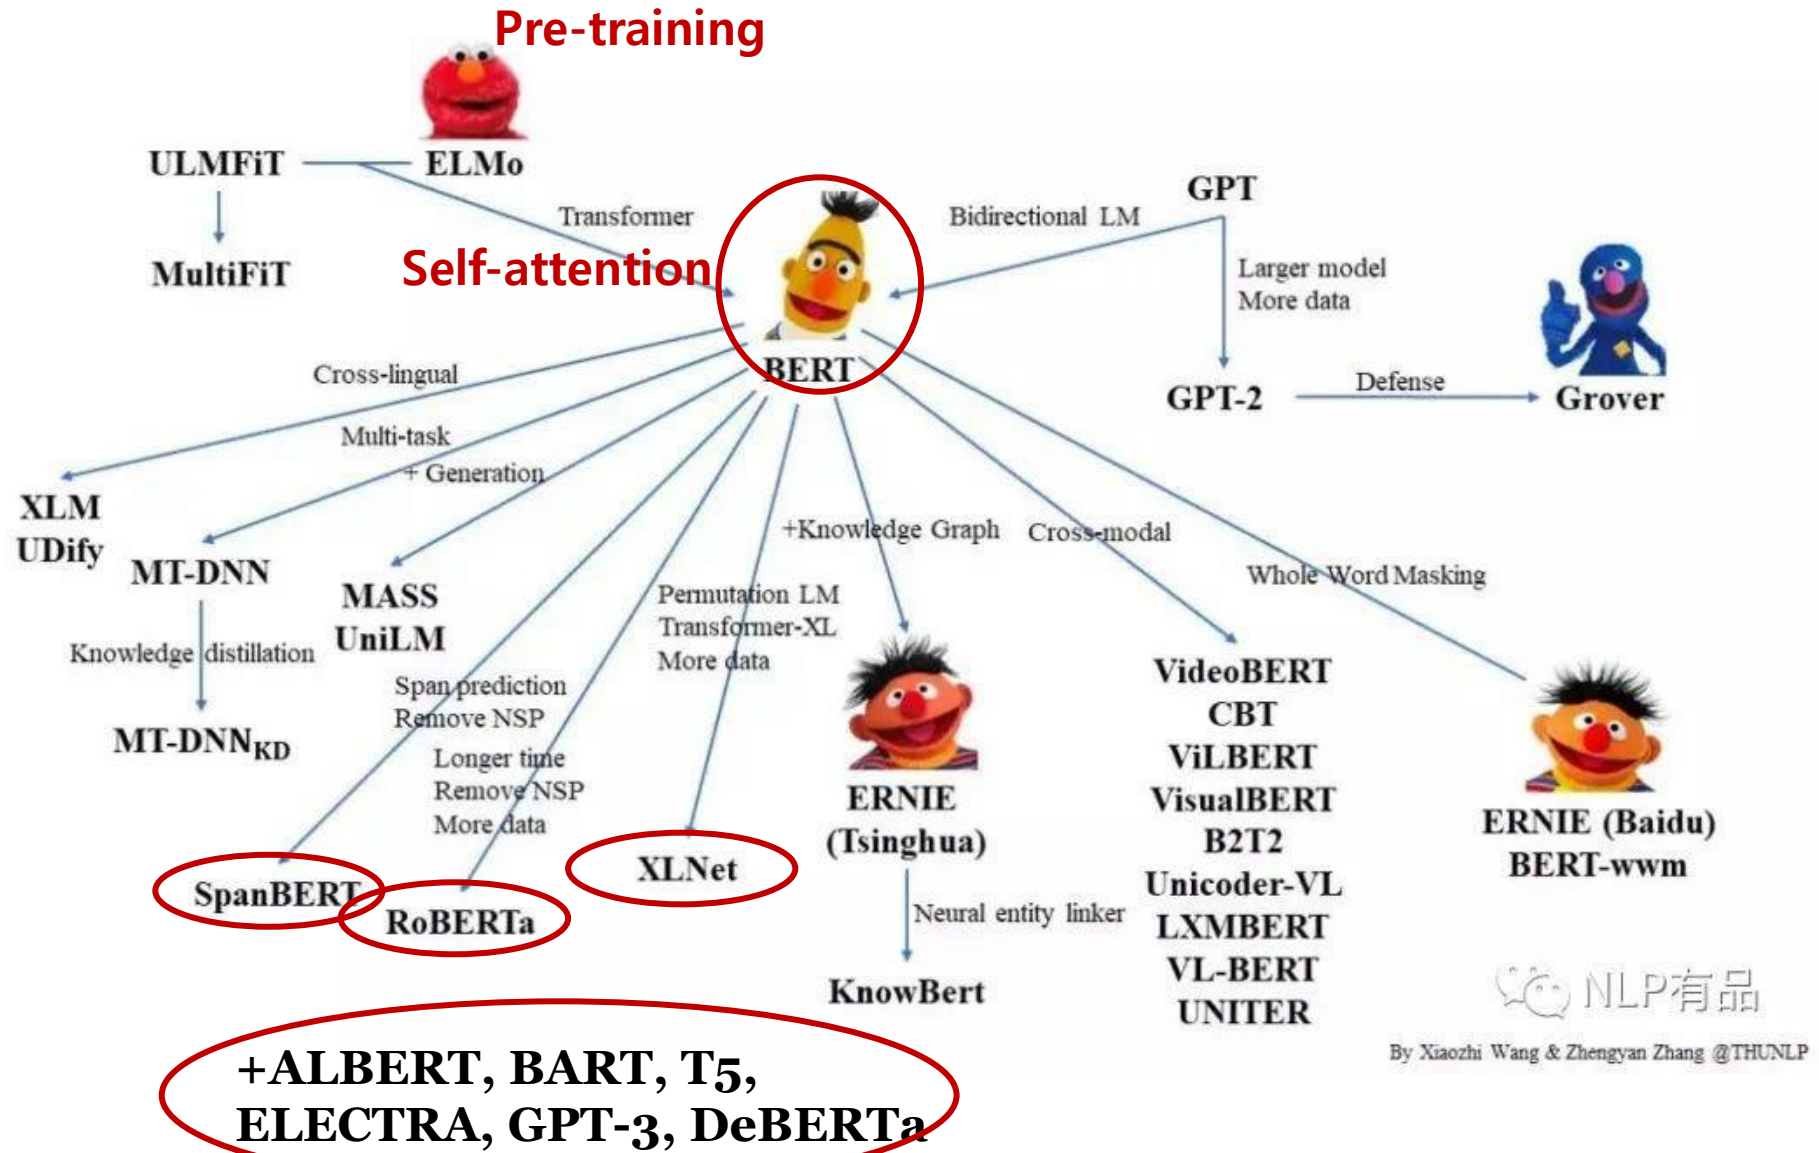 Pre-training
ULMFiT
ELMo
GPT
Transformer
Bidirectional LM
Self-attention
MultiFiT
Larger model
More data
BERT
GPT-2
Defense
Grover
Cross-lingual
Multi-task
+ Generation
XLM
UDify
MT-DNN
MASS
UniLM
+Knowledge Graph
Cross-modal
Whole Word Masking
Permutation LM
Transformer-XL
More data
Knowledge distillation
Span prediction
Remove NSP
MT-DNNKD
Longer time
Remove NSP
More data
SpanBERT
RoBERTa
XLNet
ERNIE
(Tsinghua)
Neural entity linker
KnowBert
VideoBERT
CBT
ViLBERT
VisualBERT
B2T2
Unicoder-VL
LXMBERT
VL-BERT
UNITER
ERNIE (Baidu)
BERT-wwm
NLP有品
By Xiaozhi Wang & Zhengyan Zhang @THUNLP
+ALBERT, BART, T5,
ELECTRA, GPT-3, DeBERTa